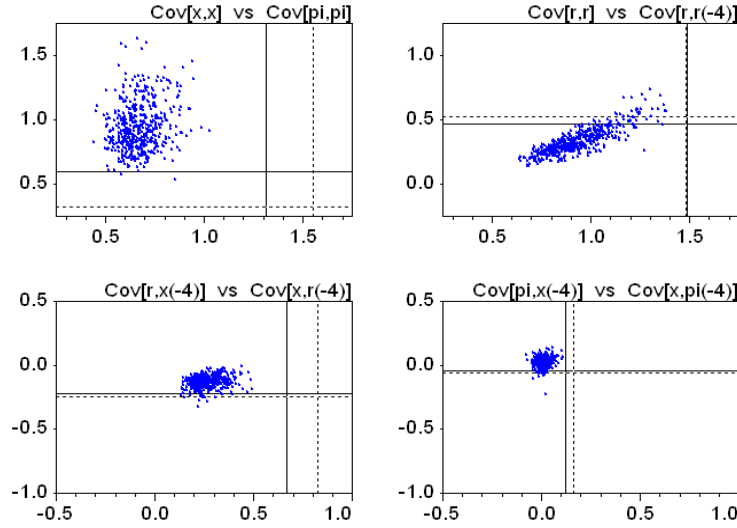 Cov[x,x] vs Cov[pi,pi]
1.5
1.0
0.5
0.5 1.0 1.5
Cov[r,r] vs Cov[r,r(-4)]
1.0
0.5
0.0
0.5 1.0 1.5
Cov[r,x(-4)] vs Cov[x,r(-4)]
0.5
0.0
-0.5
-1.0
-0.5 0.0 0.5 1.0
Cov[pi,x(-4)] vs Cov[x,pi(-4)]
0.5
0.0
-0.5
-1.0
-0.5 0.0 0.5 1.0